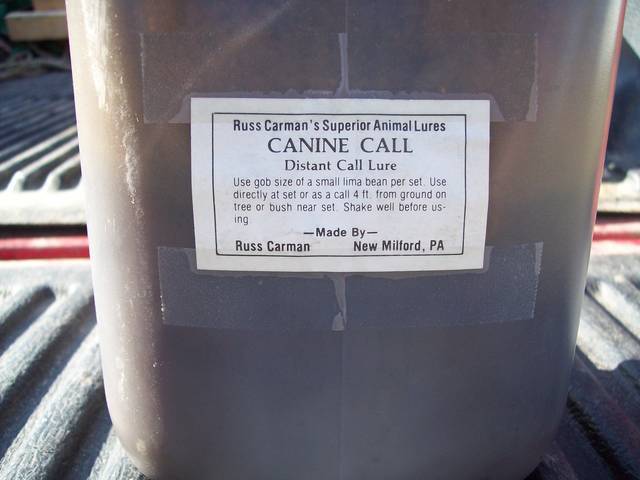 Russ Carman's Superior Animal Lures
CANINE CALL
Distant Call Lure
Use gob size of a small lima bean per set. Use
directly at set or as a call 4 ft. from ground on
tree or bush near set. Shake well before us-
ing
—Made By—
Russ Carman New Milford, PA